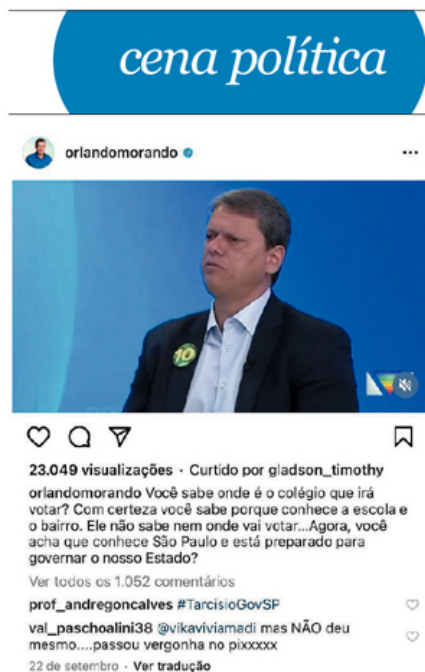 cena política
orlandomorando
10
23.049 visualizações · Curtido por gladson_timothy
orlandomorando Você sabe onde é o colégio que irá
votar? Com certeza você sabe porque conhece a escola e
o bairro. Ele não sabe nem onde vai votar...Agora, você
acha que conhece São Paulo e está preparado para
governar o nosso Estado?
Ver todos os 1.052 comentários
prof_andregoncalves #TarcisioGovSP
val_paschoalini38 @vikaviviamadi mas NÃO deu
mesmo....passou vergonha no pixxxxx
22 de setembro · Ver tradução